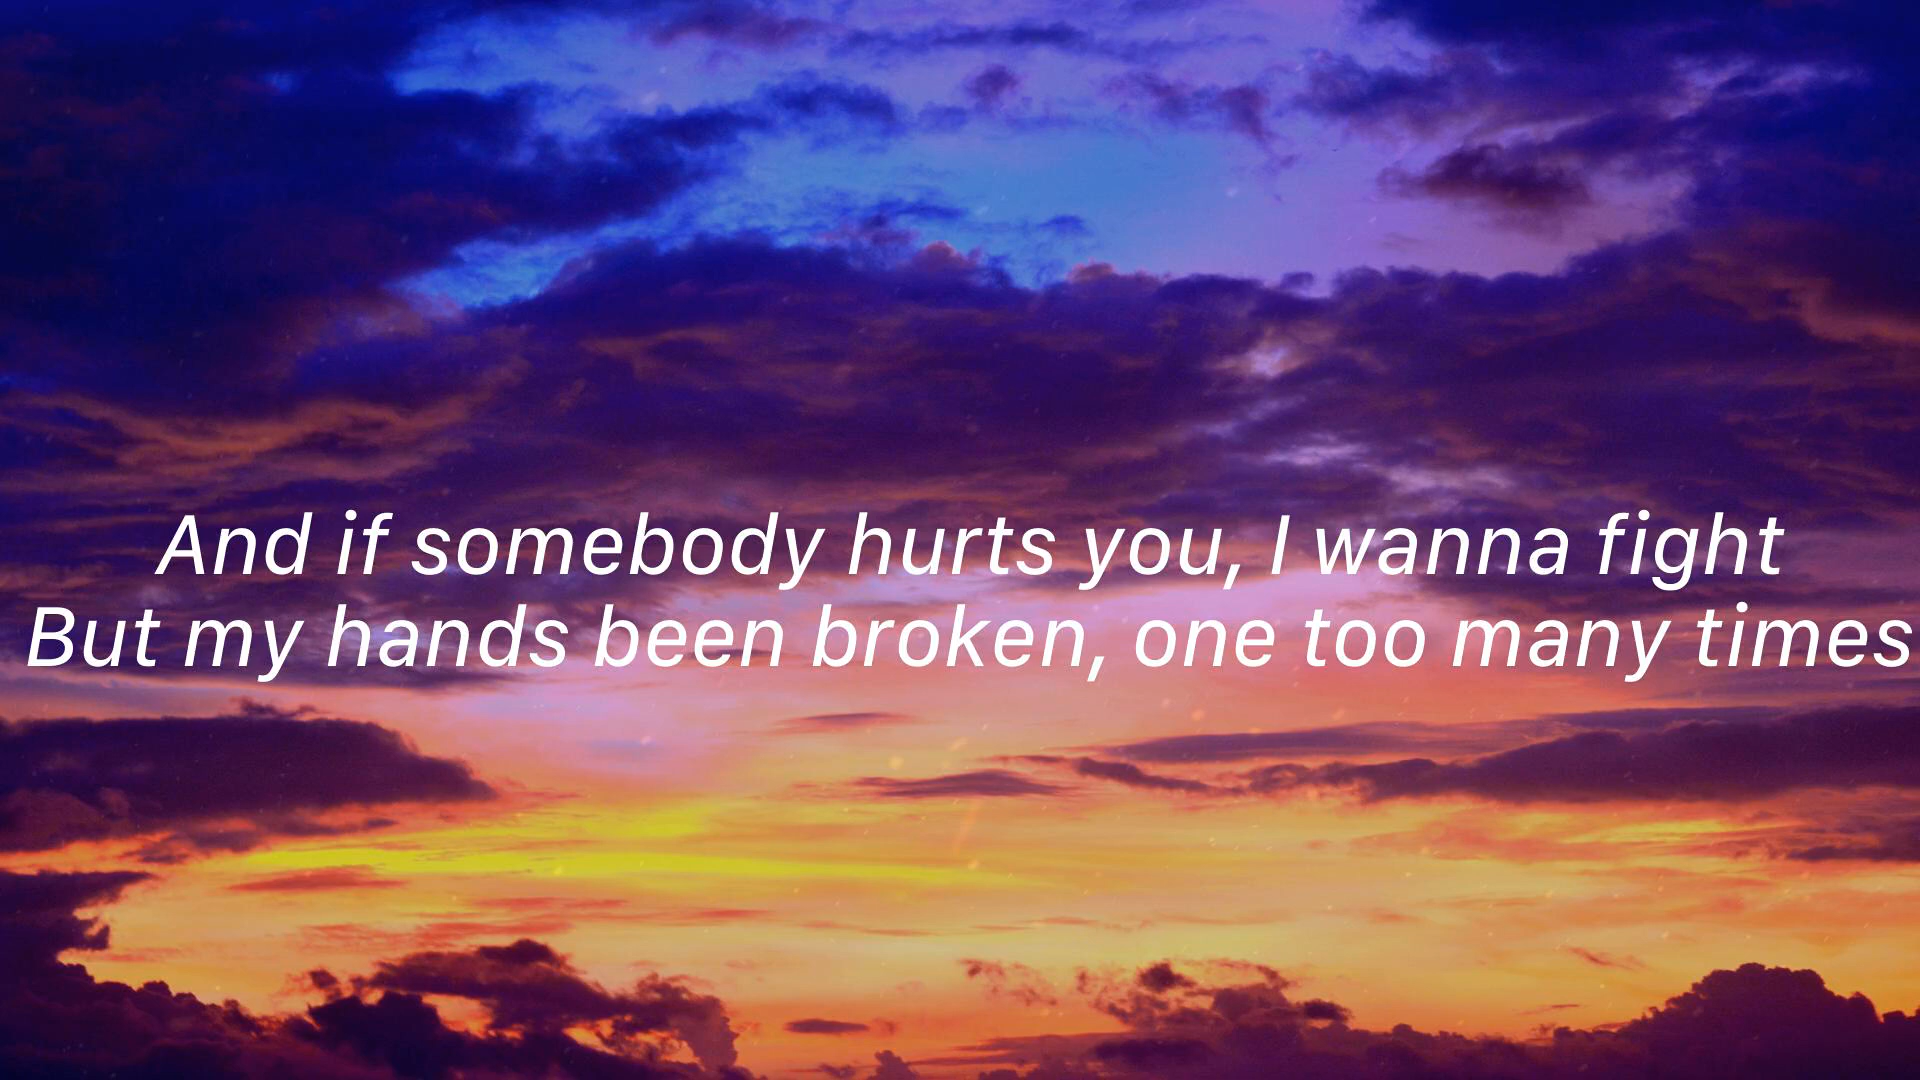 And if somebody hurts you, I wanna fight
But my hands been broken, one too many times